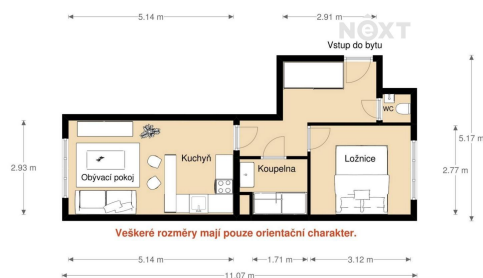 5.14 m
2.91 m
NEXT
Vstup do bytu
WC
5.17 m
2.93 m
Kuchyň
Obývací pokoj
Koupelna
Ložnice
2.77 m
Veškeré rozměry mají pouze orientační charakter.
5.14 m
1.71 m
3.12 m
11.07 m